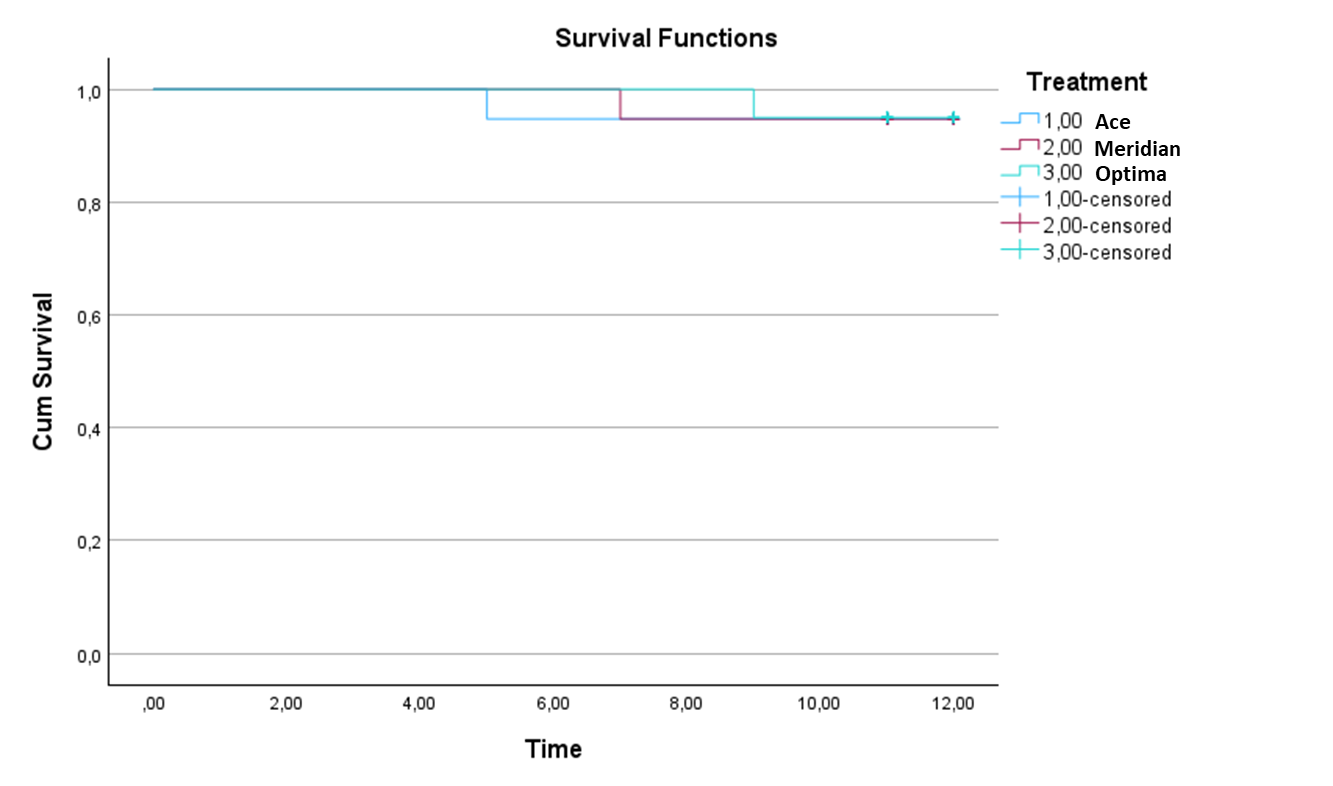 Survival Functions
Cum Survival
1,0
0,8
0,6
0,4
0,2
0,0
,00 2,00 4,00 6,00 8,00 10,00 12,00
Time
Treatment
1,00 Ace
2,00 Meridian
3,00 Optima
1,00-censored
2,00-censored
3,00-censored